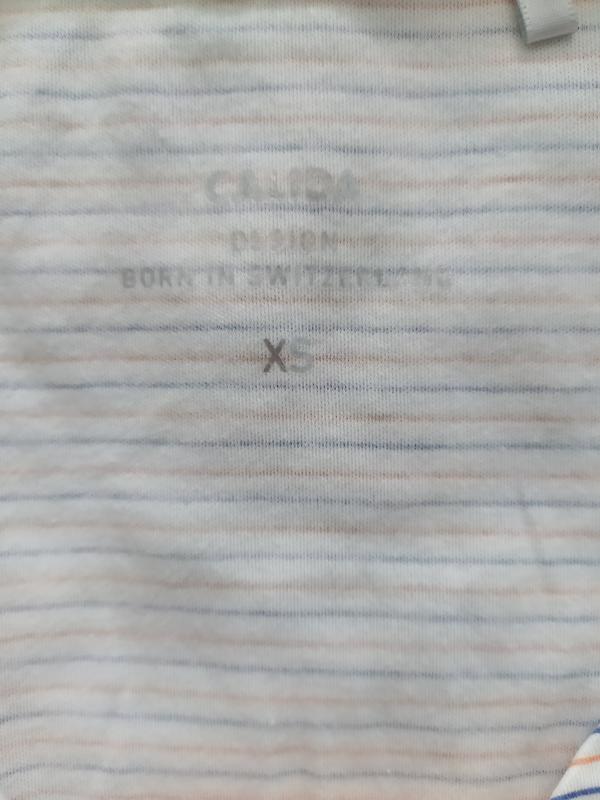 CALIDA
DESIGN
BORN IN SWITZERLAND
XS